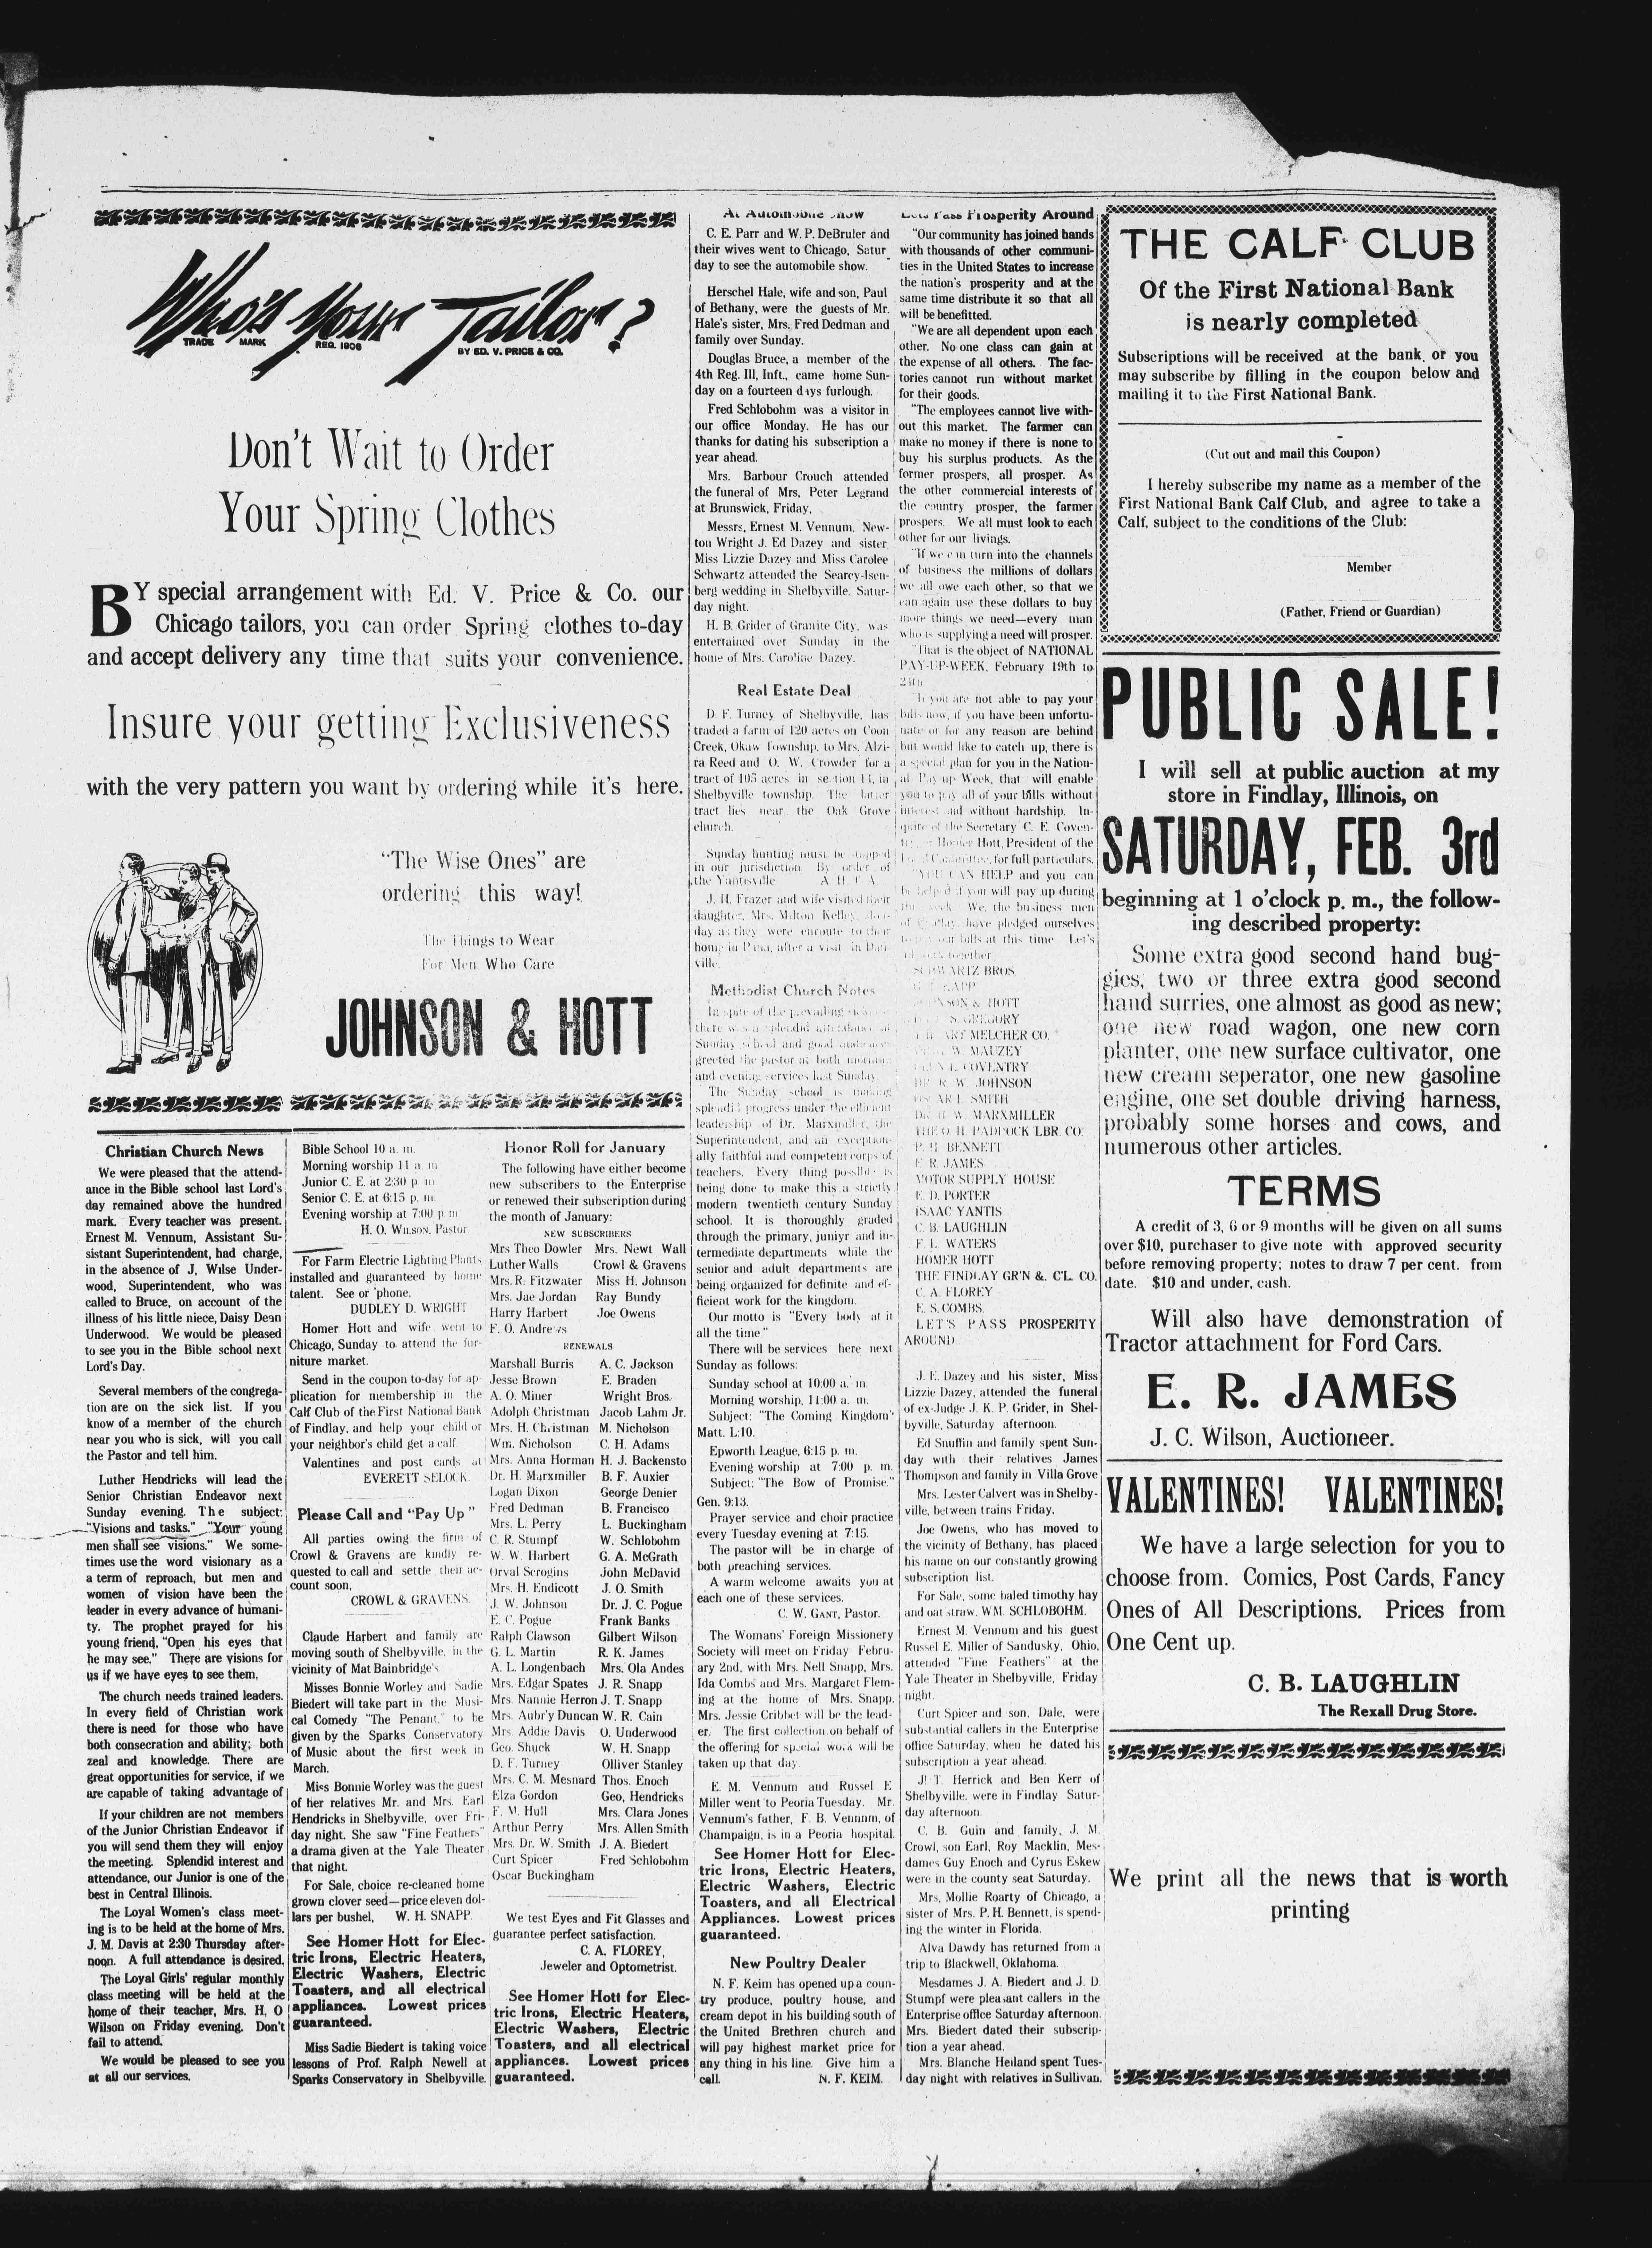 Who's Your Tailor?
TRADE MARK REG. 1906
BY ED. V. PRICE & CO.
Don't Wait to Order
Your Spring Clothes
BY special arrangement with Ed. V. Price & Co. our
Chicago tailors, you can order Spring clothes to-day
and accept delivery any time that suits your convenience.
Insure your getting Exclusiveness
with the very pattern you want by ordering while it's here.
"The Wise Ones" are
ordering this way!
The Things to Wear
For Men Who Care
JOHNSON & HOTT
Christian Church News
We were pleased that the attend-
ance in the Bible school last Lord's
day remained above the hundred
mark. Every teacher was present.
Ernest M. Vennum, Assistant Su-
sistant Superintendent, had charge,
in the absence of J, Wilse Under-
wood, Superintendent, who was
called to Bruce, on account of the
illness of his little niece, Daisy Dean
Underwood. We would be pleased
to see you in the Bible school next
Lord's Day.
Several members of the congrega-
tion are on the sick list. If you
know of a member of the church
near you who is sick, will you call
the Pastor and tell him.
Luther Hendricks will lead the
Senior Christian Endeavor next
Sunday evening. The subject:
"Visions and tasks." "Your young
men shall see visions." We some-
times use the word visionary as a
a term of reproach, but men and
women of vision have been the
leader in every advance of humani-
ty. The prophet prayed for his
young friend, "Open his eyes that
he may see." There are visions for
us if we have eyes to see them,
The church needs trained leaders.
In every field of Christian work
there is need for those who have
both consecration and ability; both
zeal and knowledge. There are
great opportunities for service, if we
are capable of taking advantage of
If your children are not members
of the Junior Christian Endeavor if
you will send them they will enjoy
the meeting. Splendid interest and
attendance, our Junior is one of the
best in Central Illinois.
The Loyal Women's class meet-
ing is to be held at the home of Mrs.
J. M. Davis at 2:30 Thursday after-
noon. A full attendance is desired.
The Loyal Girls' regular monthly
class meeting will be held at the
home of their teacher, Mrs. H. O
Wilson on Friday evening. Don't
fail to attend.
We would be pleased to see you
at all our services.
Bible School 10 a. m.
Morning worship 11 a. m
Junior C. E. at 2:30 p. m
Senior C. E. at 6:15 p. m.
Evening worship at 7:00 p. m
H. O. WILSON, Pastor
For Farm Electric Lighting Plants
installed and guaranteed by home
talent. See or 'phone.
DUDLEY D. WRIGHT
Homer Hott and wife went to
Chicago, Sunday to attend the fur-
niture market.
Send in the coupon to-day for ap-
plication for membership in the
Calf Club of the First National Bank
of Findlay, and help your child or
your neighbor's child get a calf
Valentines and post cards at
EVERETT SELOCK.
Please Call and "Pay Up"
All parties owing the firm of
Crowl & Gravens are kindly re-
quested to call and settle their ac-
count soon,
CROWL & GRAVENS.
Claude Harbert and family are
moving south of Shelbyville, in the
vicinity of Mat Bainbridge's
Misses Bonnie Worley and Sadie
Biedert will take part in the Musi-
cal Comedy "The Penant," to be
given by the Sparks Conservatory
of Music about the first week in
March.
Miss Bonnie Worley was the guest
of her relatives Mr. and Mrs. Earl
Hendricks in Shelbyville, over Fri-
day night. She saw "Fine Feathers"
a drama given at the Yale Theater
that night.
For Sale, choice re-cleaned home
grown clover seed—price eleven dol-
lars per bushel, W. H. SNAPP.
See Homer Hott for Elec-
tric Irons, Electric Heaters,
Electric Washers, Electric
Toasters, and all electrical
appliances. Lowest prices
guaranteed.
Miss Sadie Biedert is taking voice
lessons of Prof. Ralph Newell at
Sparks Conservatory in Shelbyville.
Honor Roll for January
The following have either become
new subscribers to the Enterprise
or renewed their subscription during
the month of January:
NEW SUBSCRIBERS
Mrs Theo Dowler Mrs. Newt Wall
Luther Walls Crowl & Gravens
Mrs. R. Fitzwater Miss H. Johnson
Mrs. Jae Jordan Ray Bundy
Harry Harbert Joe Owens
F. O. Andrews
RENEWALS
Marshall Burris A. C. Jackson
Jesse Brown E. Braden
A. O. Miner Wright Bros.
Adolph Christman Jacob Lahm Jr.
Mrs. H. Christman M. Nicholson
Wm. Nicholson C. H. Adams
Mrs. Anna Horman H. J. Backensto
Dr. H. Marxmiller B. F. Auxier
Logan Dixon George Denier
Fred Dedman B. Francisco
Mrs. L. Perry L. Buckingham
C. R. Stumpf W. Schlobohm
W. W. Harbert G. A. McGrath
Orval Scrogins John McDavid
Mrs. H. Endicott J. O. Smith
J. W. Johnson Dr. J. C. Pogue
E. C. Pogue Frank Banks
Ralph Clawson Gilbert Wilson
G. L. Martin R. K. James
A. L. Longenbach Mrs. Ola Andes
Mrs. Edgar Spates J. R. Snapp
Mrs. Nannie Herron J. T. Snapp
Mrs. Aubr'y Duncan W. R. Cain
Mrs. Addie Davis O. Underwood
Geo. Shuck W. H. Snapp
D. F. Turney Olliver Stanley
Mrs. C. M. Mesnard Thos. Enoch
Elza Gordon Geo, Hendricks
F. M. Hull Mrs. Clara Jones
Arthur Perry Mrs. Allen Smith
Mrs. Dr. W. Smith J. A. Biedert
Curt Spicer Fred Schlobohm
Oscar Buckingham
We test Eyes and Fit Glasses and
guarantee perfect satisfaction.
C. A. FLOREY,
Jeweler and Optometrist.
See Homer Hott for Elec-
tric Irons, Electric Heaters,
Electric Washers, Electric
Toasters, and all electrical
appliances. Lowest prices
guaranteed.
At Automobile Show
C. E. Parr and W. P. DeBruler and
their wives went to Chicago, Satur-
day to see the automobile show.
Herschel Hale, wife and son, Paul
of Bethany, were the guests of Mr.
Hale's sister, Mrs. Fred Dedman and
family over Sunday.
Douglas Bruce, a member of the
4th Reg. Ill, Inft., came home Sun-
day on a fourteen days furlough.
Fred Schlobohm was a visitor in
our office Monday. He has our
thanks for dating his subscription a
year ahead.
Mrs. Barbour Crouch attended
the funeral of Mrs, Peter Legrand
at Brunswick, Friday,
Messrs, Ernest M. Vennum, New-
ton Wright J. Ed Dazey and sister,
Miss Lizzie Dazey and Miss Carolee
Schwartz attended the Searcy-Isen-
berg wedding in Shelbyville, Satur-
day night.
H. B. Grider of Granite City, was
entertained over Sunday in the
home of Mrs. Caroline Dazey.
Real Estate Deal
D. F. Turney of Shelbyville, has
traded a farm of 120 acres on Coon
Creek, Okaw Township, to Mrs. Alzi-
ra Reed and O. W. Crowder for a
tract of 105 acres in section 14, in
Shelbyville township. The latter
tract lies near the Oak Grove
church.
Sunday hunting must be stopped
in our jurisdiction. By order of
the Yantisville A. H. T. A.
J. H. Frazer and wife visited their
daughter, Mrs. Milton Kelley,
day as they were enroute to their
home in Pana, after a visit in Dan-
ville.
Methodist Church Notes
In spite of the prevailing
there was a splendid attendance at
Sunday school and good audiences
greeted the pastor at both morning
and evening services last Sunday
The Sunday school is making
splendid progress under the efficient
leadership of Dr. Marxmiller, the
Superintendent, and an exception-
ally faithful and competent corps of
teachers. Every thing possible is
being done to make this a strictly
modern twentieth century Sunday
school. It is thoroughly graded
through the primary, juniyr and in-
termediate departments while the
senior and adult departments are
being organized for definite and ef-
ficient work for the kingdom.
Our motto is "Every body at it
all the time"
There will be services here next
Sunday as follows:
Sunday school at 10:00 a. m.
Morning worship, 11:00 a. m.
Subject: "The Coming Kingdom"
Matt. L:10.
Epworth League, 6:15 p. m.
Evening worship at 7:00 p. m.
Subject: "The Bow of Promise."
Gen. 9:13.
Prayer service and choir practice
every Tuesday evening at 7:15.
The pastor will be in charge of
both preaching services.
A warm welcome awaits you at
each one of these services.
C. W. GANT, Pastor.
The Womans' Foreign Missionery
Society will meet on Friday Febru-
ary 2nd, with Mrs. Nell Snapp, Mrs.
Ida Combs and Mrs. Margaret Flem-
ing at the home of Mrs. Snapp.
Mrs. Jessie Cribbet will be the lead-
er. The first collection on behalf of
the offering for special work will be
taken up that day.
E. M. Vennum and Russel E
Miller went to Peoria Tuesday. Mr.
Vennum's father, F. B. Vennum, of
Champaign, is in a Peoria hospital.
See Homer Hott for Elec-
tric Irons, Electric Heaters,
Electric Washers, Electric
Toasters, and all Electrical
Appliances. Lowest prices
guaranteed.
New Poultry Dealer
N. F. Keim has opened up a coun-
try produce, poultry house, and
cream depot in his building south of
the United Brethren church and
will pay highest market price for
any thing in his line. Give him a
call. N. F. KEIM.
Lets Pass Prosperity Around
"Our community has joined hands
with thousands of other communi-
ties in the United States to increase
the nation's prosperity and at the
same time distribute it so that all
will be benefitted.
"We are all dependent upon each
other. No one class can gain at
the expense of all others. The fac-
tories cannot run without market
for their goods.
"The employees cannot live with-
out this market. The farmer can
make no money if there is none to
buy his surplus products. As the
former prospers, all prosper. As
the other commercial interests of
the country prosper, the farmer
prospers. We all must look to each
other for our livings.
"If we can turn into the channels
of business the millions of dollars
we all owe each other, so that we
can again use these dollars to buy
more things we need—every man
who is supplying a need will prosper.
"That is the object of NATIONAL
PAY-UP-WEEK, February 19th to
24th.
"If you are not able to pay your
bills now, if you have been unfortu-
nate or for any reason are behind
but would like to catch up, there is
a special plan for you in the Nation-
al Pay-up Week, that will enable
you to pay all of your bills without
interest and without hardship. In-
quire of the Secretary C. E. Coven-
try, or Homer Hott, President of the
Local Committee, for full particulars.
"YOU CAN HELP and you can
be helped if you will pay up during
this week. We, the business men
of Findlay, have pledged ourselves
to pay our bills at this time. Let's
all work together.
SCHWARTZ BROS.
SNAPP
JOHNSON & HOTT
S. GREGORY
MELCHER CO.
W. MAUZEY
COVENTRY
DR. R. W. JOHNSON
OSCAR L. SMITH
DR. H. W. MARXMILLER
THE O. H. PADDOCK LBR. CO.
P. H. BENNETT
E. R. JAMES
MOTOR SUPPLY HOUSE
E. D. PORTER
ISAAC YANTIS
C. B. LAUGHLIN
F. L. WATERS
HOMER HOTT
THE FINDLAY GR'N &. C'L. CO.
C. A. FLOREY
E. S. COMBS.
LET'S PASS PROSPERITY
AROUND
J. E. Dazey and his sister, Miss
Lizzie Dazey, attended the funeral
of ex-Judge J. K. P. Grider, in Shel-
byville, Saturday afternoon.
Ed Snuffin and family spent Sun-
day with their relatives James
Thompson and family in Villa Grove
Mrs. Lester Calvert was in Shelby-
ville, between trains Friday.
Joe Owens, who has moved to
the vicinity of Bethany, has placed
his name on our constantly growing
subscription list.
For Sale, some baled timothy hay
and oat straw. WM. SCHLOBOHM.
Ernest M. Vennum and his guest
Russel E. Miller of Sandusky, Ohio,
attended "Fine Feathers" at the
Yale Theater in Shelbyville, Friday
night.
Curt Spicer and son, Dale, were
substantial callers in the Enterprise
office Saturday, when he dated his
subscription a year ahead.
J. T. Herrick and Ben Kerr of
Shelbyville, were in Findlay Satur-
day afternoon.
C. B. Guin and family, J. M.
Crowl, son Earl, Roy Macklin, Mes-
dames Guy Enoch and Cyrus Eskew
were in the county seat Saturday.
Mrs. Mollie Roarty of Chicago, a
sister of Mrs. P. H. Bennett, is spend-
ing the winter in Florida.
Alva Dawdy has returned from a
trip to Blackwell, Oklahoma.
Mesdames J. A. Biedert and J. D.
Stumpf were pleasant callers in the
Enterprise office Saturday afternoon.
Mrs. Biedert dated their subscrip-
tion a year ahead.
Mrs. Blanche Heiland spent Tues-
day night with relatives in Sullivan.
THE CALF CLUB
Of the First National Bank
is nearly completed
Subscriptions will be received at the bank, or you
may subscribe by filling in the coupon below and
mailing it to the First National Bank.
(Cut out and mail this Coupon)
I hereby subscribe my name as a member of the
First National Bank Calf Club, and agree to take a
Calf, subject to the conditions of the Club:
Member
(Father, Friend or Guardian)
PUBLIC SALE!
I will sell at public auction at my
store in Findlay, Illinois, on
SATURDAY, FEB. 3rd
beginning at 1 o'clock p. m., the follow-
ing described property:
Some extra good second hand bug-
gies, two or three extra good second
hand surries, one almost as good as new;
one new road wagon, one new corn
planter, one new surface cultivator, one
new cream seperator, one new gasoline
engine, one set double driving harness,
probably some horses and cows, and
numerous other articles.
TERMS
A credit of 3, 6 or 9 months will be given on all sums
over $10, purchaser to give note with approved security
before removing property; notes to draw 7 per cent. from
date. $10 and under, cash.
Will also have demonstration of
Tractor attachment for Ford Cars.
E. R. JAMES
J. C. Wilson, Auctioneer.
VALENTINES! VALENTINES!
We have a large selection for you to
choose from. Comics, Post Cards, Fancy
Ones of All Descriptions. Prices from
One Cent up.
C. B. LAUGHLIN
The Rexall Drug Store.
We print all the news that is worth
printing